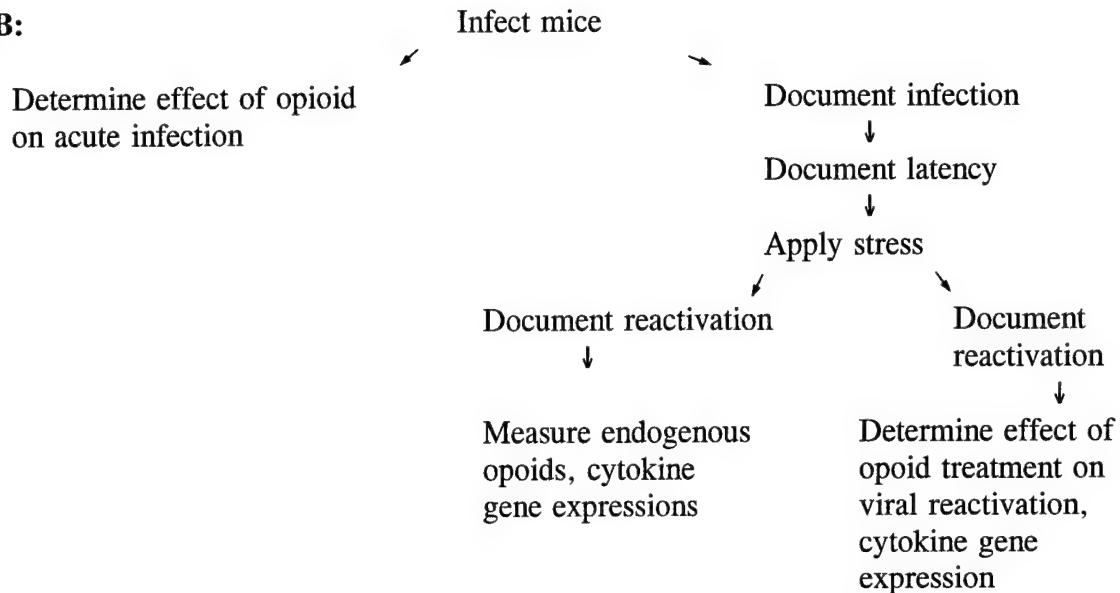 B:
Infect mice
Determine effect of opioid
on acute infection
Document infection
↓
Document latency
↓
Apply stress
Document reactivation
↓
Measure endogenous
opoids, cytokine
gene expressions
Document
reactivation
↓
Determine effect of
opoid treatment on
viral reactivation,
cytokine gene
expression